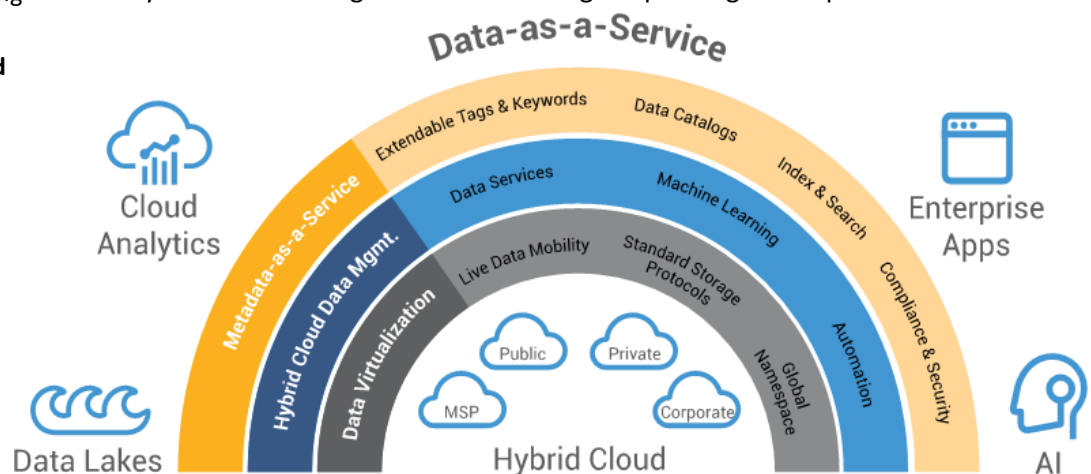 Data-as-a-Service
Extendable Tags & Keywords
Data Catalogs
Index & Search
Compliance & Security
Metadata-as-a-Service
Data Services
Machine Learning
Automation
Hybrid Cloud Data Mgmt.
Live Data Mobility
Standard Storage
Protocols
Global
Namespace
Data Virtualization
Public
Private
MSP
Corporate
Hybrid Cloud
Cloud
Analytics
Data Lakes
Enterprise
Apps
AI